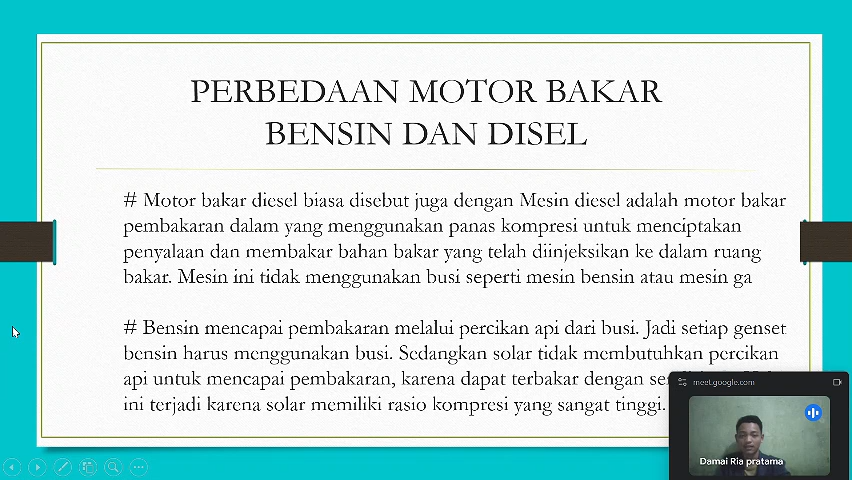 PERBEDAAN MOTOR BAKAR
BENSIN DAN DISEL
# Motor bakar diesel biasa disebut juga dengan Mesin diesel adalah motor bakar
pembakaran dalam yang menggunakan panas kompresi untuk menciptakan
penyalaan dan membakar bahan bakar yang telah diinjeksikan ke dalam ruang
bakar. Mesin ini tidak menggunakan busi seperti mesin bensin atau mesin ga
# Bensin mencapai pembakaran melalui percikan api dari busi. Jadi setiap genset
bensin harus menggunakan busi. Sedangkan solar tidak membutuhkan percikan
api untuk mencapai pembakaran, karena dapat terbakar dengan
ini terjadi karena solar memiliki rasio kompresi yang sangat tinggi.
meet.google.com
Damai Ria pratama